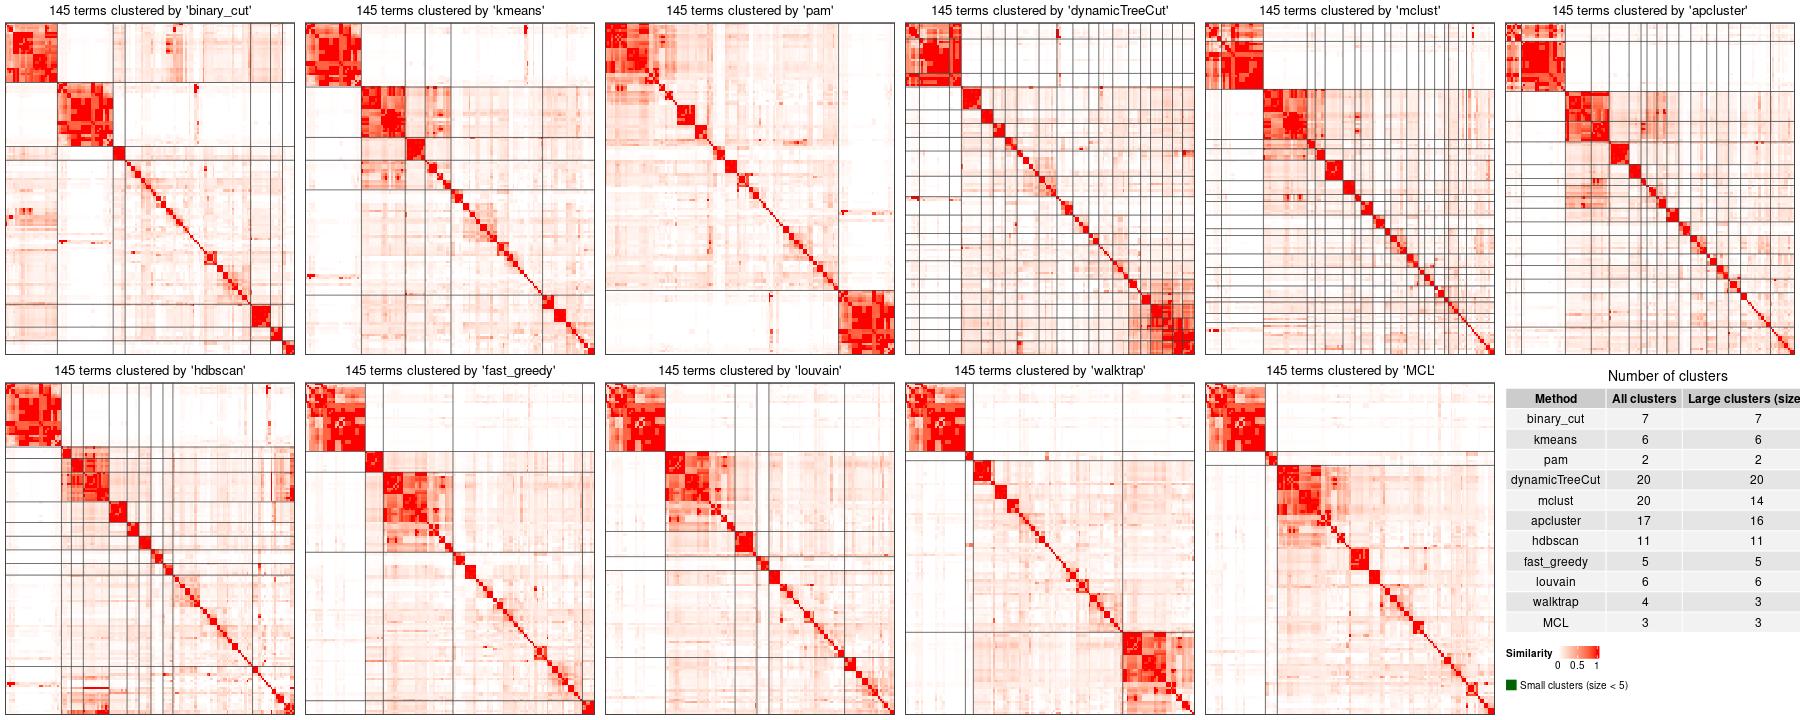 145 terms clustered by 'binary_cut'
145 terms clustered by 'kmeans'
145 terms clustered by 'pam'
145 terms clustered by 'dynamicTreeCut'
145 terms clustered by 'mclust'
145 terms clustered by 'apcluster'
145 terms clustered by 'hdbscan'
145 terms clustered by 'fast_greedy'
145 terms clustered by 'louvain'
145 terms clustered by 'walktrap'
145 terms clustered by 'MCL'
Number of clusters
Method All clusters Large clusters (size
binary_cut 7 7
kmeans 6 6
pam 2 2
dynamicTreeCut 20 20
mclust 20 14
apcluster 17 16
hdbscan 11 11
fast_greedy 5 5
louvain 6 6
walktrap 4 3
MCL 3 3
Similarity
0 0.5 1
Small clusters (size < 5)